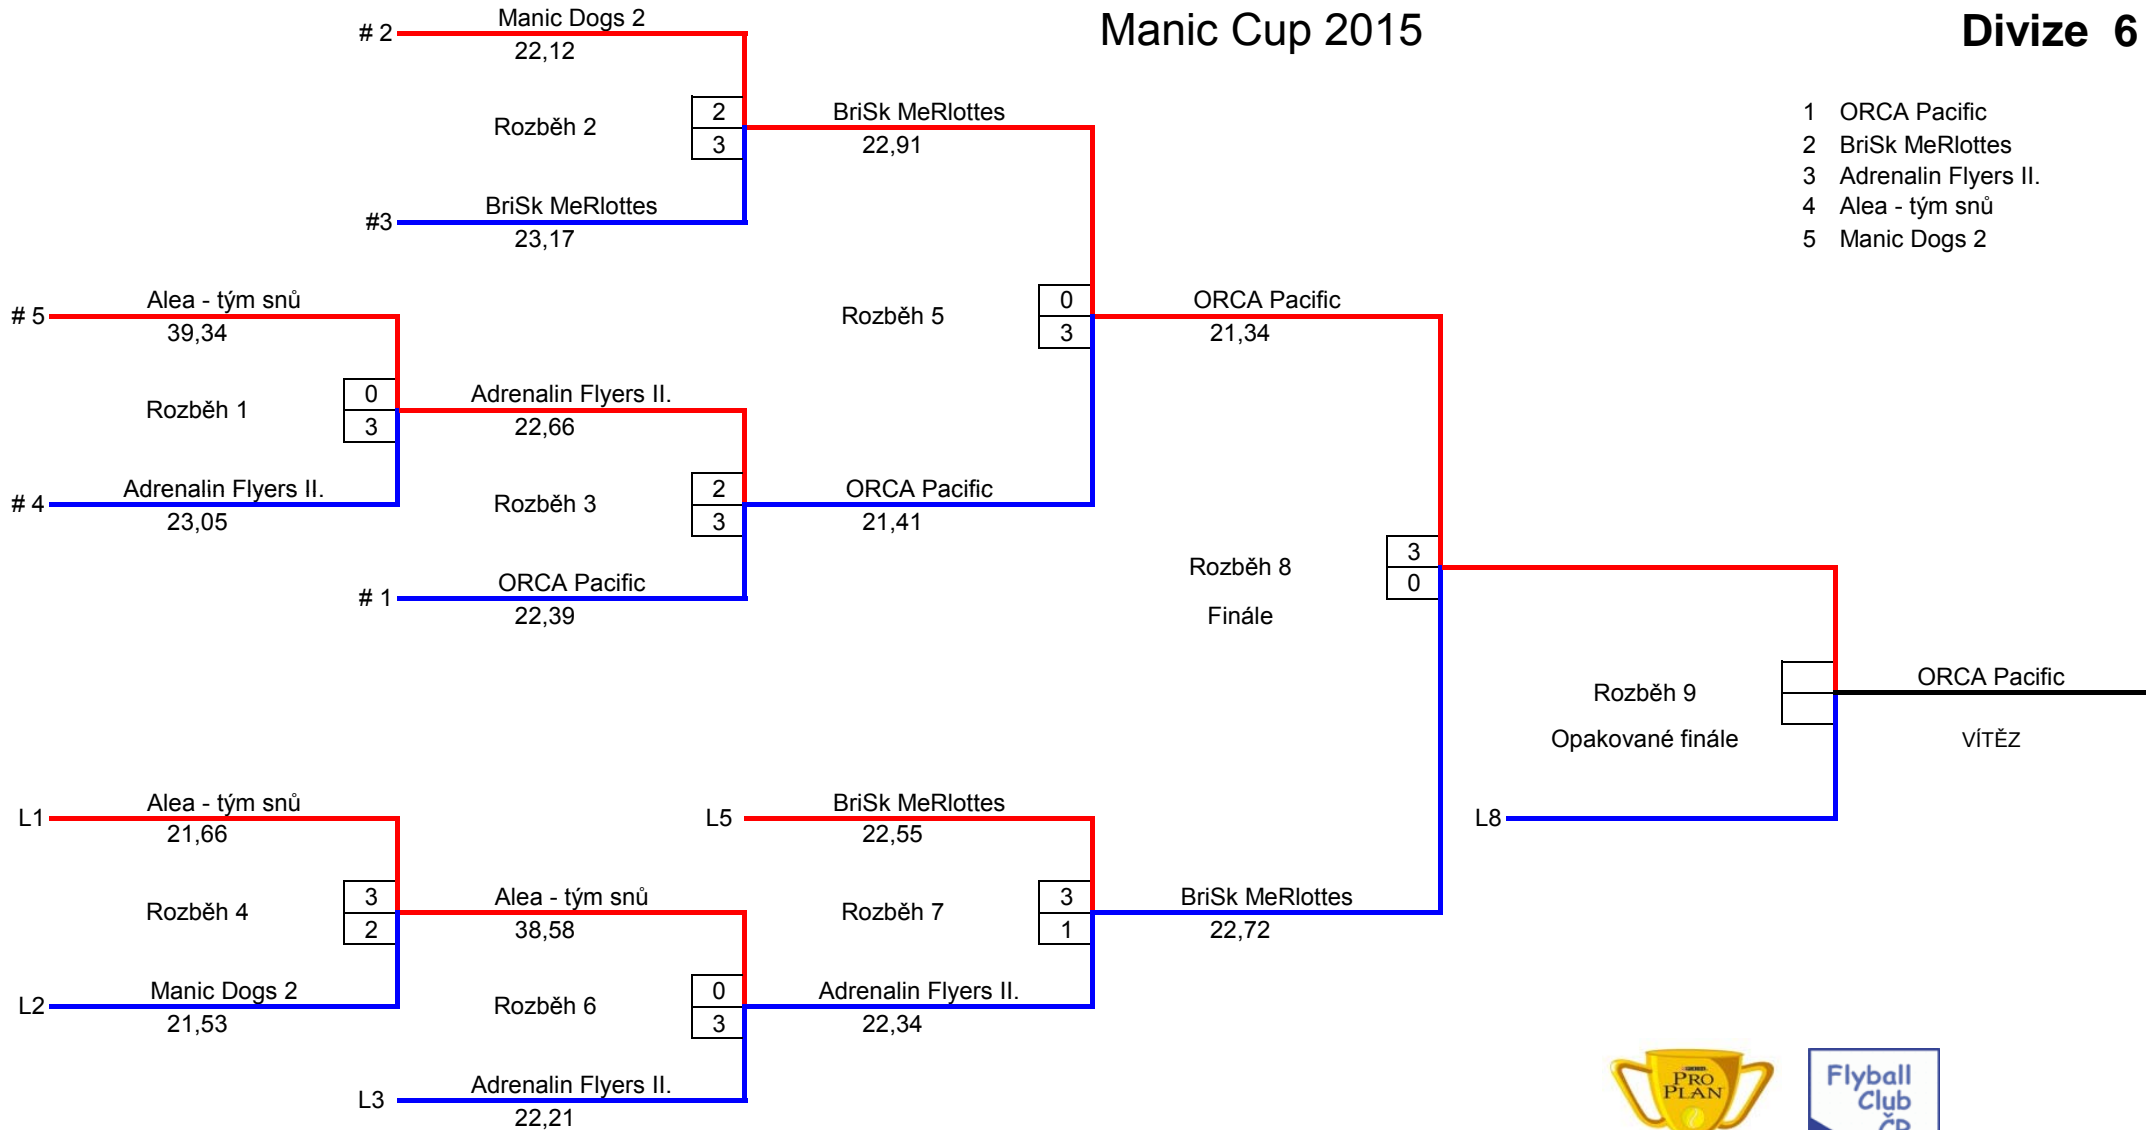 Manic Cup 2015
Divize 6
# 2
Manic Dogs 2
22,12
Rozběh 2
2
3
BriSk MeRlottes
22,91
#3
BriSk MeRlottes
23,17
1 ORCA Pacific
2 BriSk MeRlottes
3 Adrenalin Flyers II.
4 Alea - tým snů
5 Manic Dogs 2
# 5
Alea - tým snů
39,34
Rozběh 1
0
3
Adrenalin Flyers II.
22,66
# 4
Adrenalin Flyers II.
23,05
Rozběh 3
2
3
ORCA Pacific
21,41
# 1
ORCA Pacific
22,39
Rozběh 5
0
3
ORCA Pacific
21,34
Rozběh 8
Finále
3
0
Rozběh 9
Opakované finále
ORCA Pacific
VÍTĚZ
L8
L1
Alea - tým snů
21,66
Rozběh 4
3
2
Alea - tým snů
38,58
L2
Manic Dogs 2
21,53
Rozběh 6
0
3
Adrenalin Flyers II.
22,34
L3
Adrenalin Flyers II.
22,21
L5
BriSk MeRlottes
22,55
Rozběh 7
3
1
BriSk MeRlottes
22,72
PRO
PLAN
Flyball
Club
ČR